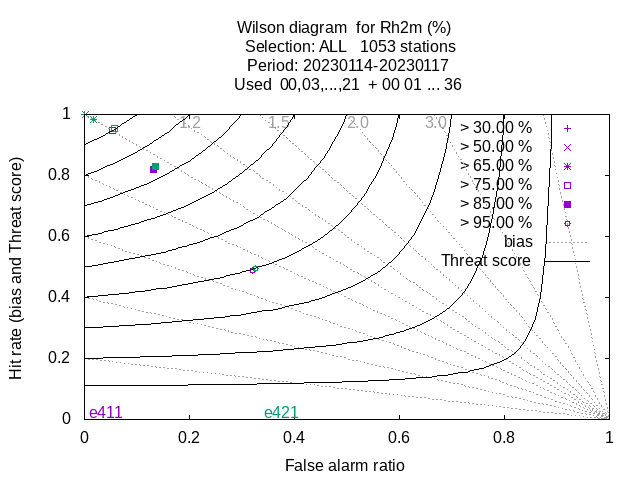 Wilson diagram  for Rh2m (%)
Selection: ALL   1053 stations
Period: 20230114-20230117
Used  00,03,...,21  + 00 01 ... 36
1.2 1.5 2.0 3.0
> 30.00 %
> 50.00 %
> 65.00 %
> 75.00 %
> 85.00 %
> 95.00 %
bias
Threat score
Hit rate (bias and Threat score)
1
0.8
0.6
0.4
0.2
0
e411 e421
0 0.2 0.4 0.6 0.8 1
False alarm ratio